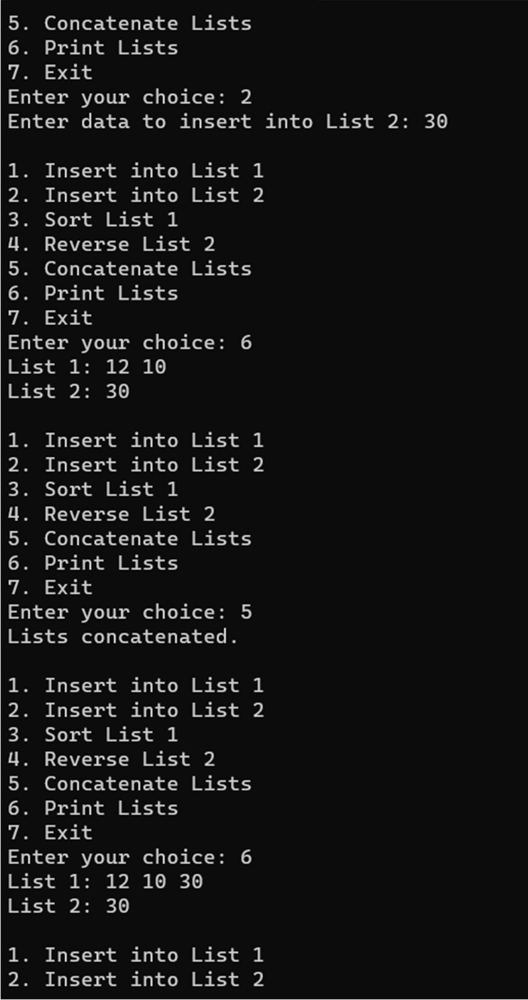 5. Concatenate Lists
6. Print Lists
7. Exit
Enter your choice: 2
Enter data to insert into List 2: 30

1. Insert into List 1
2. Insert into List 2
3. Sort List 1
4. Reverse List 2
5. Concatenate Lists
6. Print Lists
7. Exit
Enter your choice: 6
List 1: 12 10
List 2: 30

1. Insert into List 1
2. Insert into List 2
3. Sort List 1
4. Reverse List 2
5. Concatenate Lists
6. Print Lists
7. Exit
Enter your choice: 5
Lists concatenated.

1. Insert into List 1
2. Insert into List 2
3. Sort List 1
4. Reverse List 2
5. Concatenate Lists
6. Print Lists
7. Exit
Enter your choice: 6
List 1: 12 10 30
List 2: 30

1. Insert into List 1
2. Insert into List 2